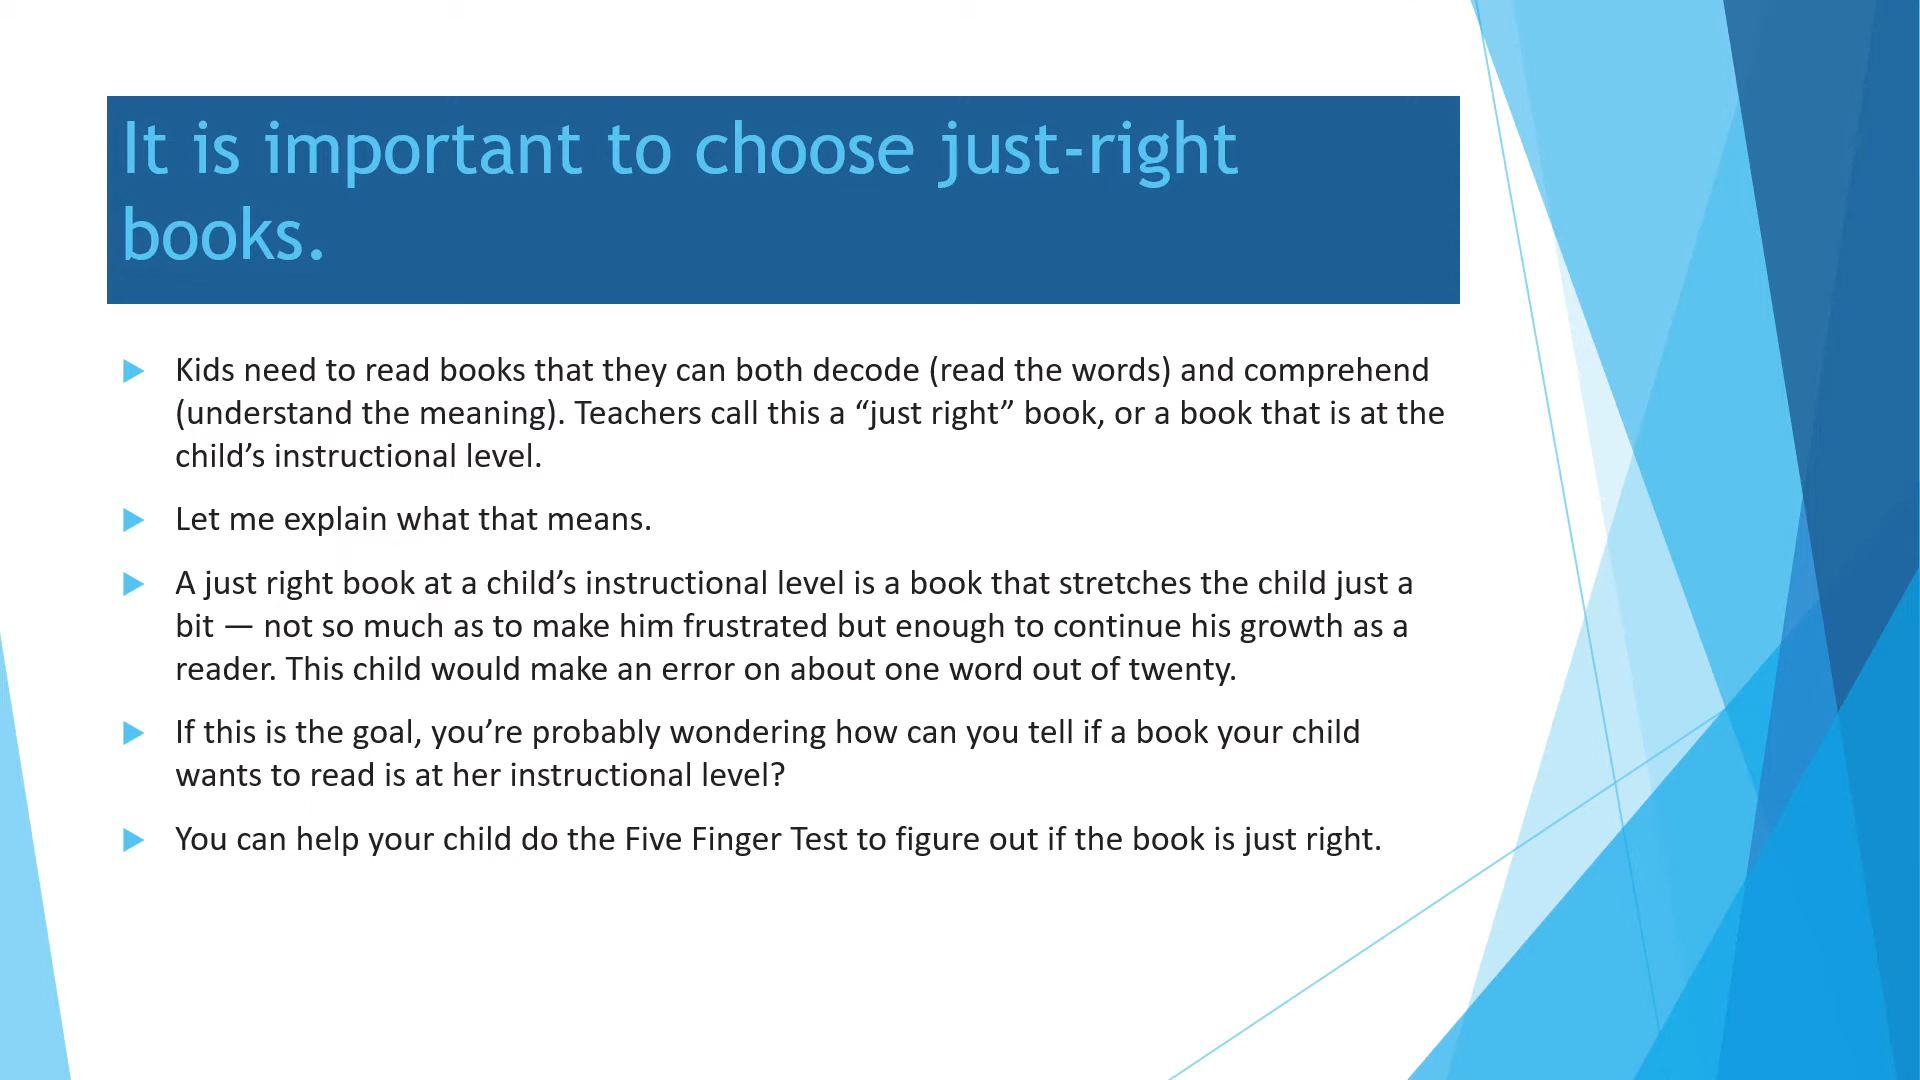 It is important to choose just-right
books.
Kids need to read books that they can both decode (read the words) and comprehend
(understand the meaning). Teachers call this a “just right” book, or a book that is at the
child’s instructional level.
Let me explain what that means.
A just right book at a child’s instructional level is a book that stretches the child just a
bit — not so much as to make him frustrated but enough to continue his growth as a
reader. This child would make an error on about one word out of twenty.
If this is the goal, you’re probably wondering how can you tell if a book your child
wants to read is at her instructional level?
You can help your child do the Five Finger Test to figure out if the book is just right.